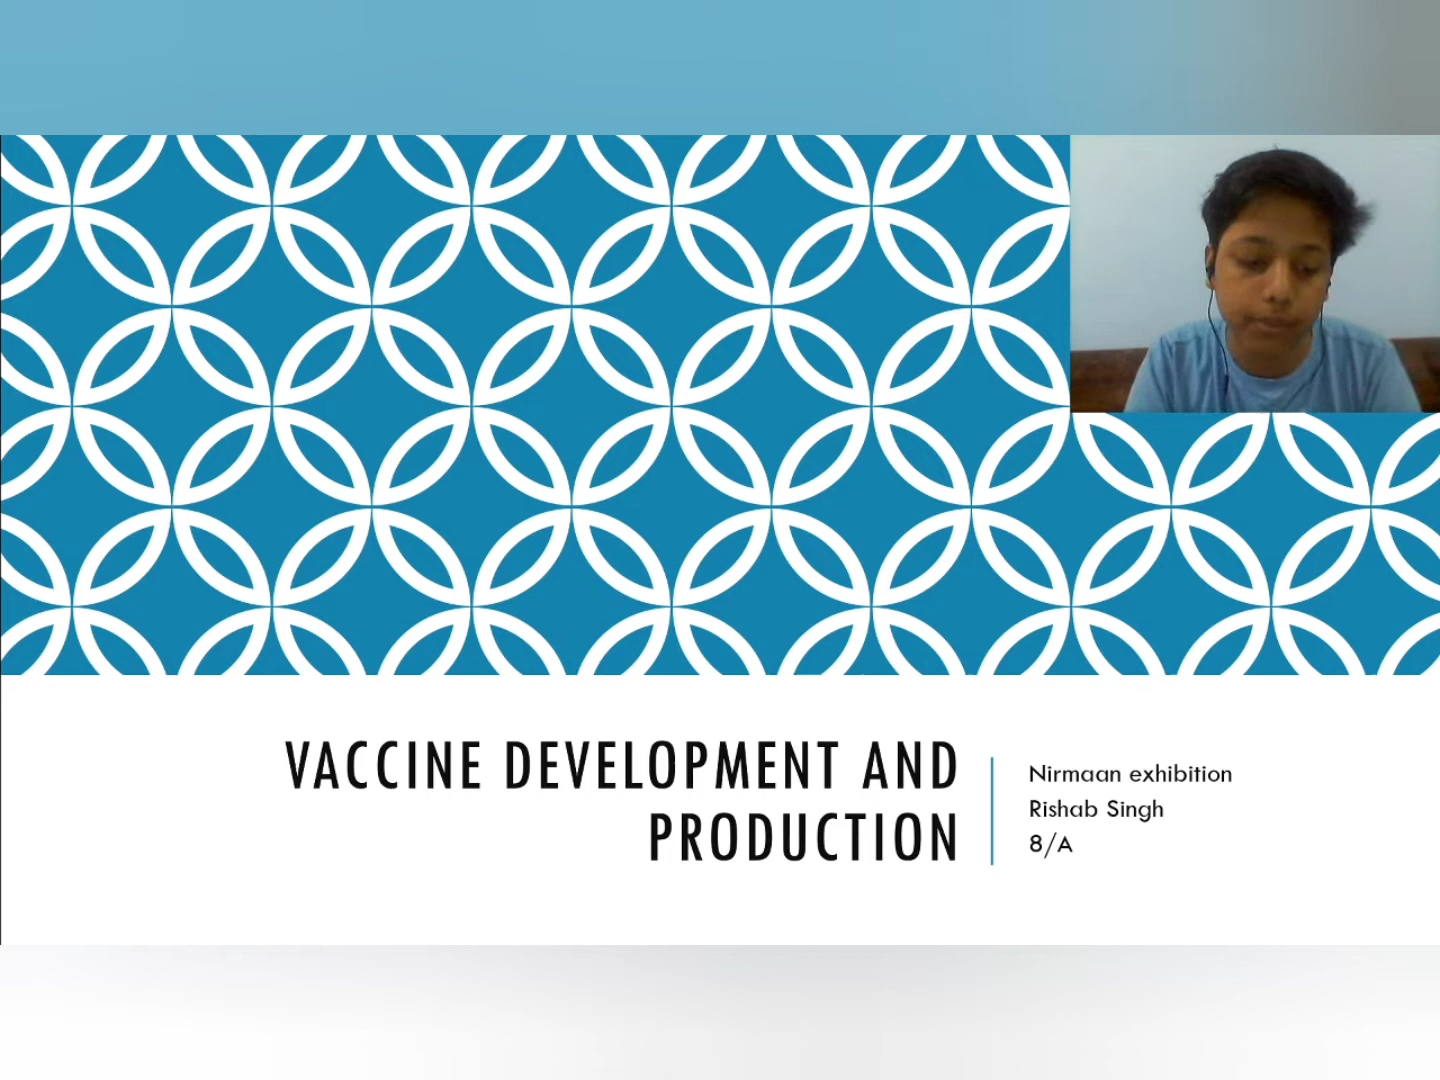 VACCINE DEVELOPMENT AND
PRODUCTION
Nirmaan exhibition
Rishab Singh
8/A